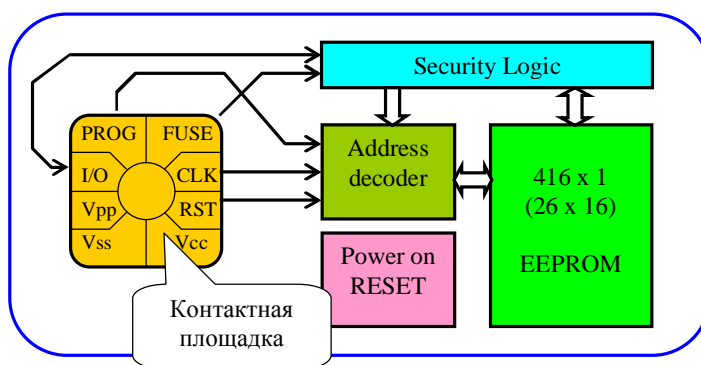 Security Logic
PROG FUSE
I/O CLK
Vpp RST
Vss Vcc
Address
decoder
416 x 1
(26 x 16)
EEPROM
Power on
RESET
Контактная
площадка